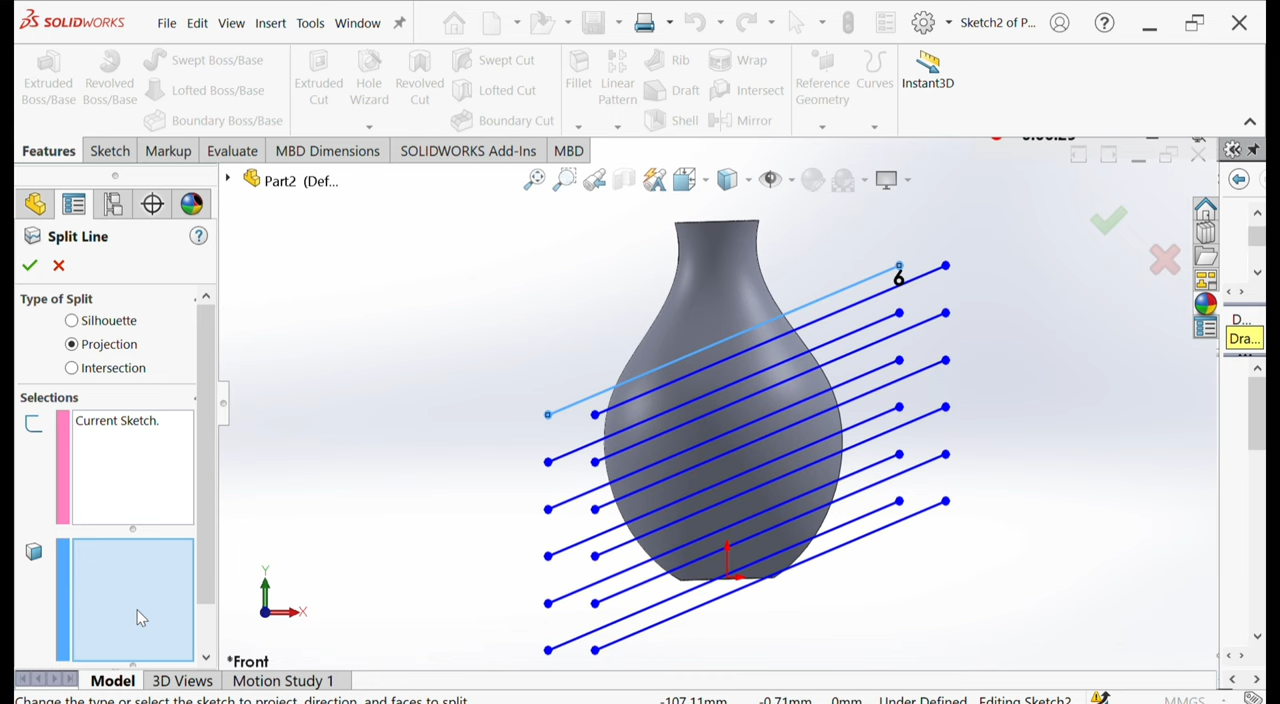 SOLIDWORKS File Edit View Insert Tools Window Sketch2 of P... ?
Extruded Boss/Base
Revolved Boss/Base
Swept Boss/Base
Lofted Boss/Base
Boundary Boss/Base
Extruded Cut
Hole Wizard
Revolved Cut
Swept Cut
Lofted Cut
Boundary Cut
Fillet
Linear Pattern
Rib
Draft
Shell
Wrap
Intersect
Mirror
Reference Geometry
Curves
Instant3D
Features Sketch Markup Evaluate MBD Dimensions SOLIDWORKS Add-Ins MBD
Part2 (Def...
Split Line ?
Type of Split
Silhouette
Projection
Intersection
Selections
Current Sketch.
6
D...
Dra...
Y
X
*Front
Model 3D Views Motion Study 1
Change the type or select the sketch to project, direction, and faces to split. -107.11mm -0.71mm 0mm Under Defined Editing Sketch2 MMGS